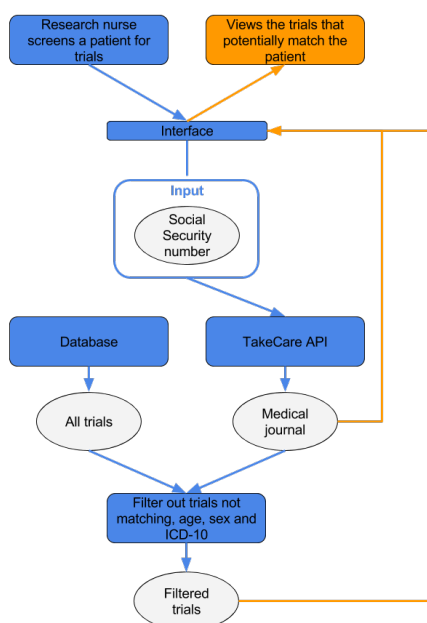 Research nurse
screens a patient for
trials
Views the trials that
potentially match the
patient
Interface
Input
Social
Security
number
Database
TakeCare API
All trials
Medical
journal
Filter out trials not
matching, age, sex and
ICD-10
Filtered
trials